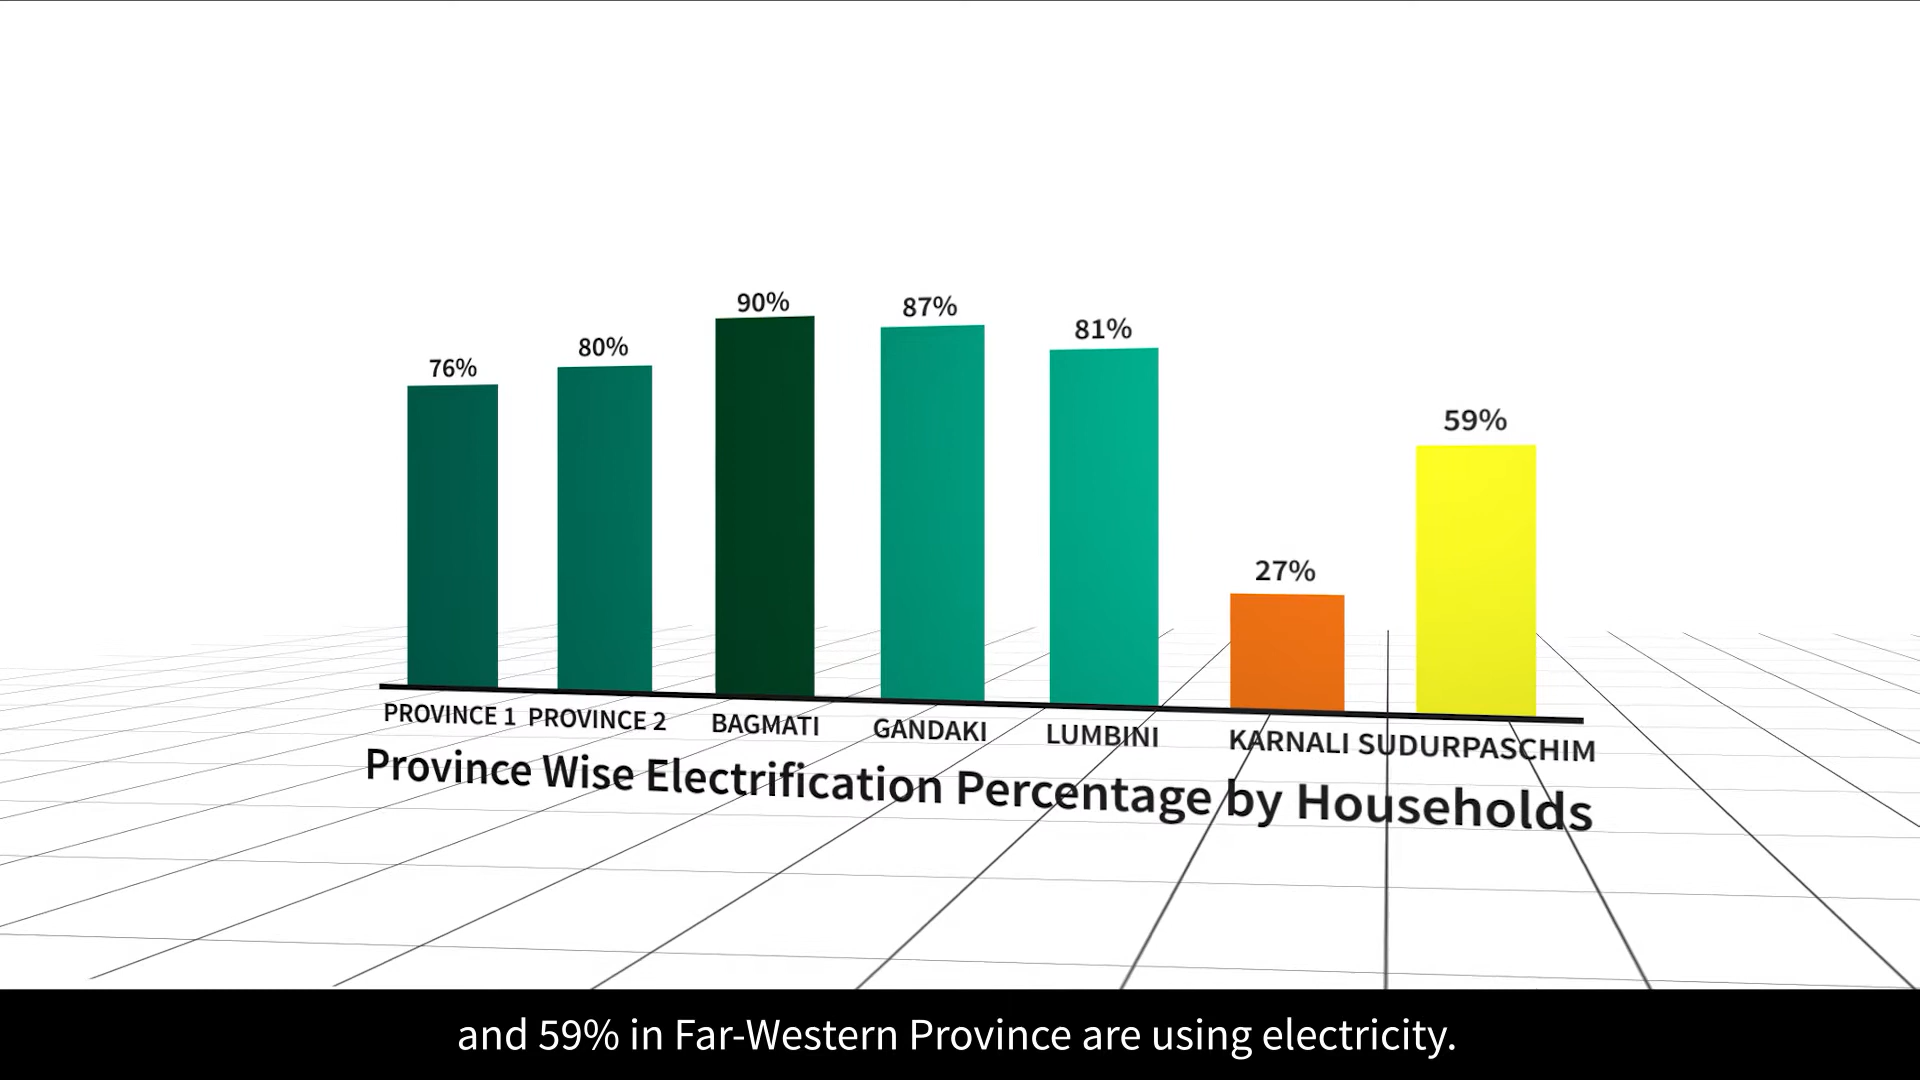 76%
80%
90%
87%
81%
27%
59%
PROVINCE 1
PROVINCE 2
BAGMATI
GANDAKI
LUMBINI
KARNALI
SUDURPASCHIM
Province Wise Electrification Percentage by Households
and 59% in Far-Western Province are using electricity.